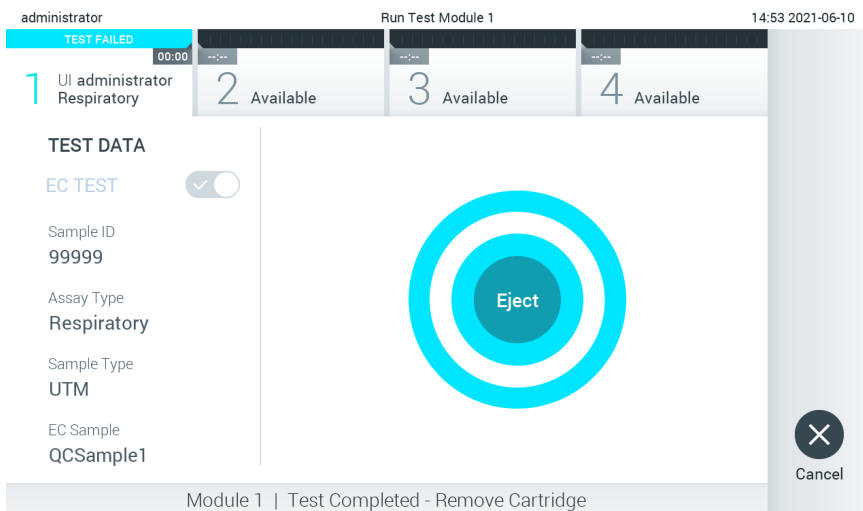 administrator
Run Test Module 1
14:53 2021-06-10
TEST FAILED
00:00
--:--
--:--
--:--
1
UI administrator
Respiratory
2 Available
3 Available
4 Available
TEST DATA
EC TEST
Sample ID
99999
Assay Type
Respiratory
Sample Type
UTM
EC Sample
QCSample1
Eject
Cancel
Module 1 | Test Completed - Remove Cartridge